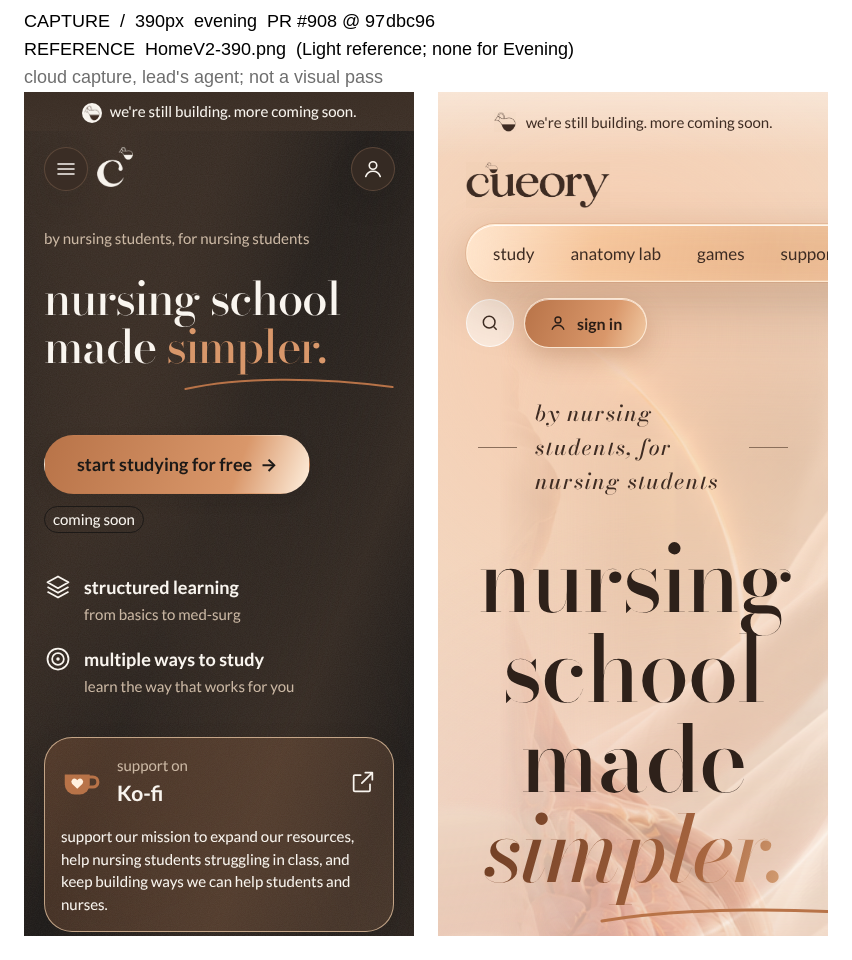 CAPTURE / 390px evening PR #908 @ 97dbc96
REFERENCE HomeV2-390.png (Light reference; none for Evening)
cloud capture, lead's agent; not a visual pass
we're still building. more coming soon.
c
by nursing students, for nursing students
nursing school
made simpler.
start studying for free →
coming soon
structured learning
from basics to med-surg
multiple ways to study
learn the way that works for you
support on
Ko-fi
support our mission to expand our resources,
help nursing students struggling in class, and
keep building ways we can help students and
nurses.
we're still building. more coming soon.
cueory
study anatomy lab games suppor
sign in
by nursing
students, for
nursing students
nursing
school
made
simpler.